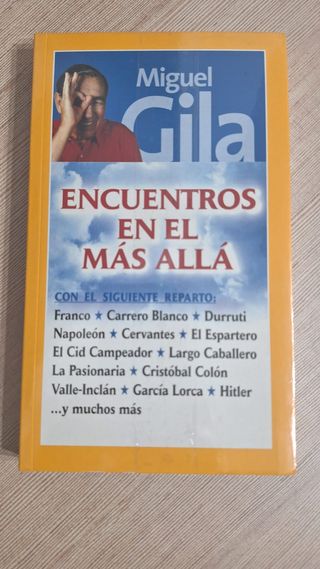 Miguel
Gila
ENCUENTROS
EN EL
MÁS ALLÁ
CON EL SIGUIENTE REPARTO:
Franco ★ Carrero Blanco ★ Durruti
Napoleón ★ Cervantes ★ El Espartero
El Cid Campeador ★ Largo Caballero
La Pasionaria ★ Cristóbal Colón
Valle-Inclán ★ García Lorca ★ Hitler
...y muchos más